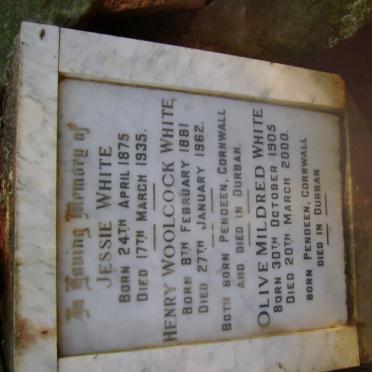 In Loving Memory of
JESSIE WHITE
BORN 24TH APRIL 1875
DIED 17TH MARCH 1935.
HENRY WOOLCOCK WHITE
BORN 8TH FEBRUARY 1881
DIED 27TH JANUARY 1962.
BOTH BORN PENDEEN, CORNWALL
AND DIED IN DURBAN.
OLIVE MILDRED WHITE
BORN 30TH OCTOBER 1905
DIED 20TH MARCH 2000.
BORN PENDEEN, CORNWALL
DIED IN DURBAN